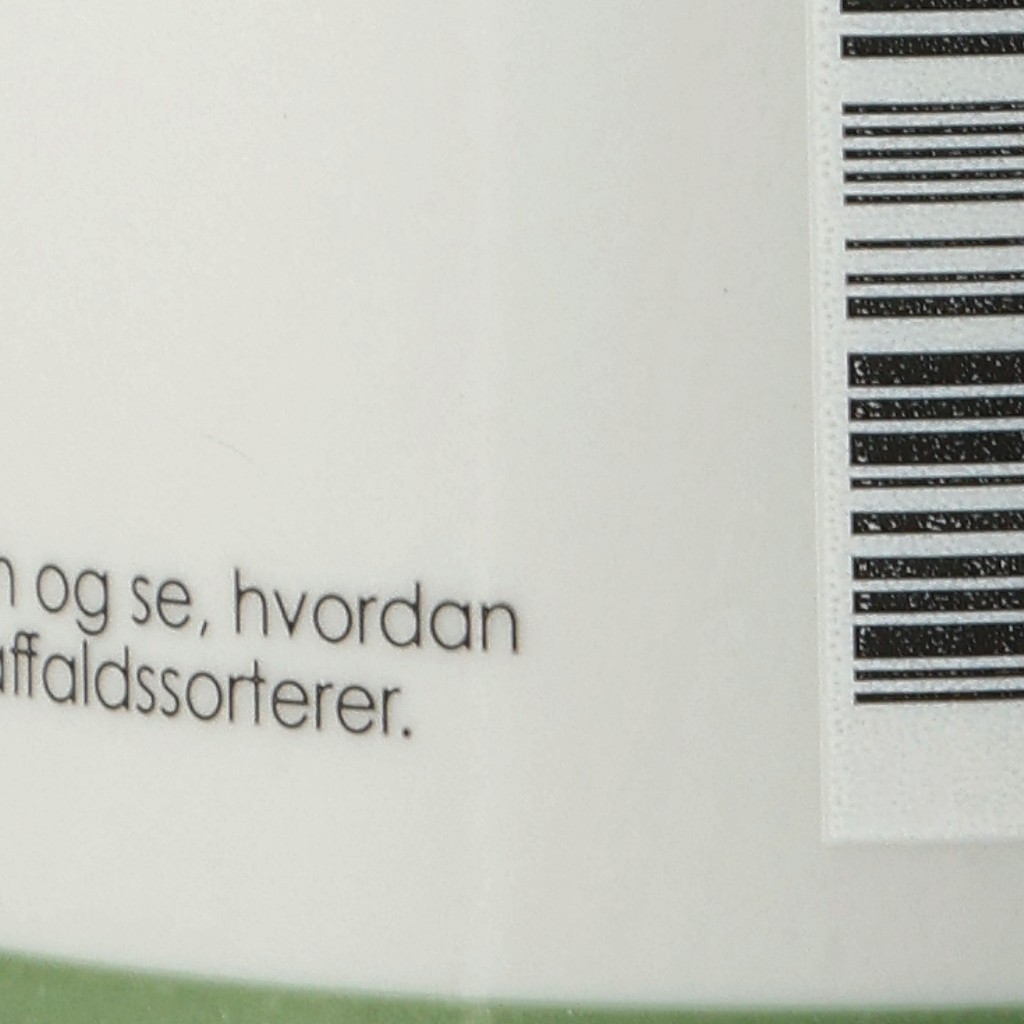 og se, hvordan
affaldssorterer.